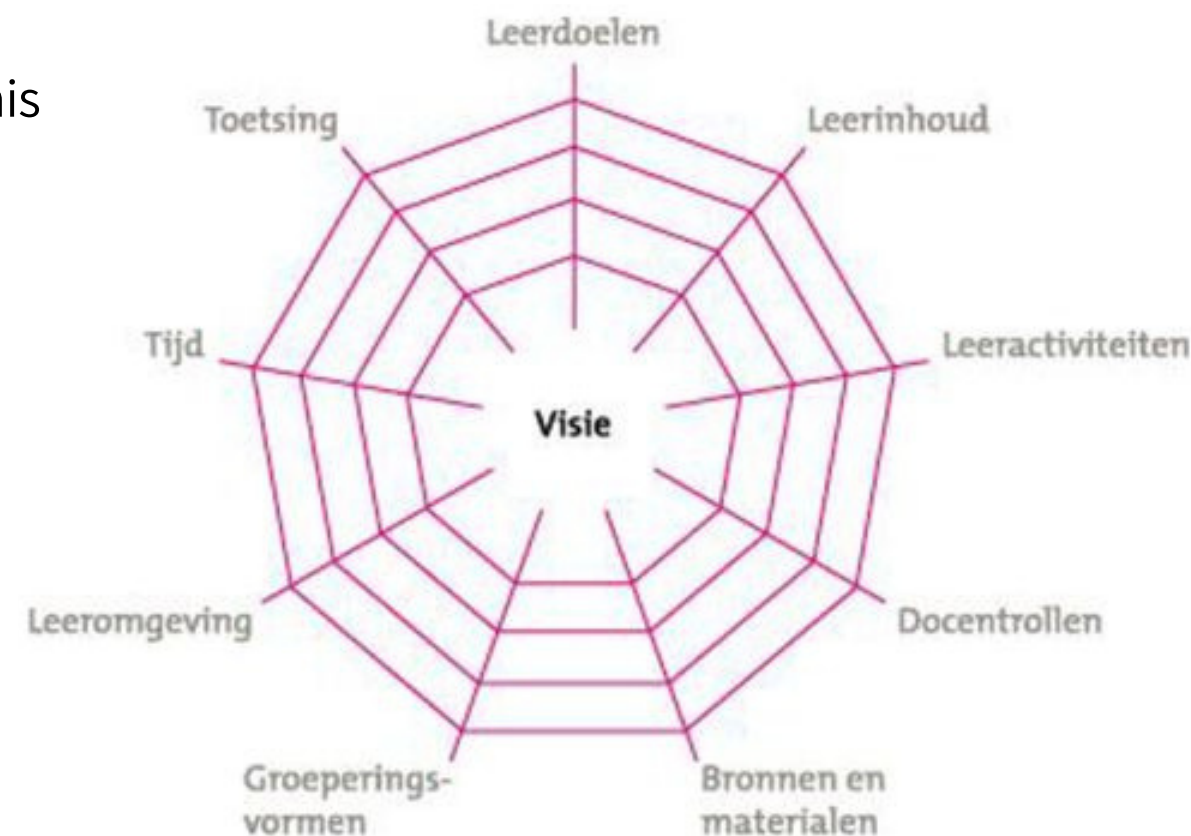 Leerdoelen
Toetsing
Leerinhoud
Tijd
Leeractiviteiten
Visie
Leeromgeving
Docentrollen
Groeperings-
vormen
Bronnen en
materialen